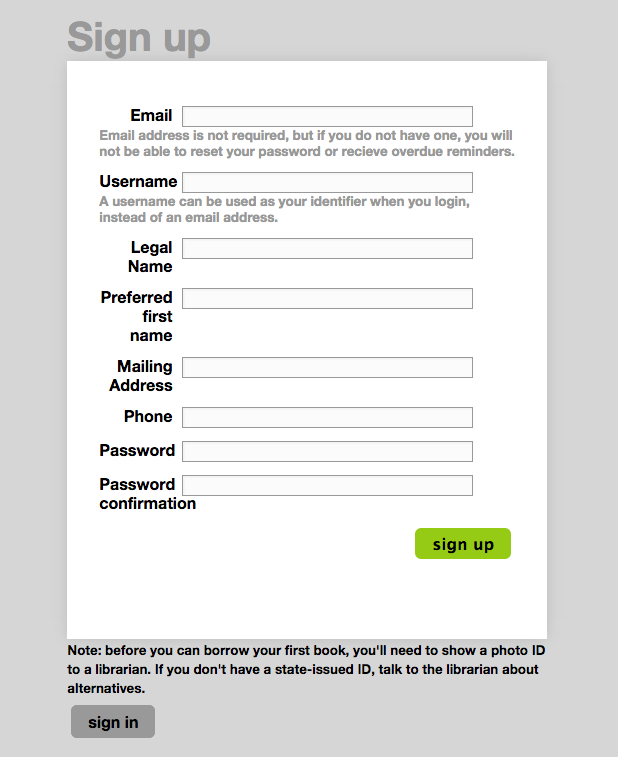 Sign up
Email
Email address is not required, but if you do not have one, you will
not be able to reset your password or recieve overdue reminders.
Username
A username can be used as your identifier when you login,
instead of an email address.
Legal
Name
Preferred
first
name
Mailing
Address
Phone
Password
Password
confirmation
sign up
Note: before you can borrow your first book, you'll need to show a photo ID
to a librarian. If you don't have a state-issued ID, talk to the librarian about
alternatives.
sign in